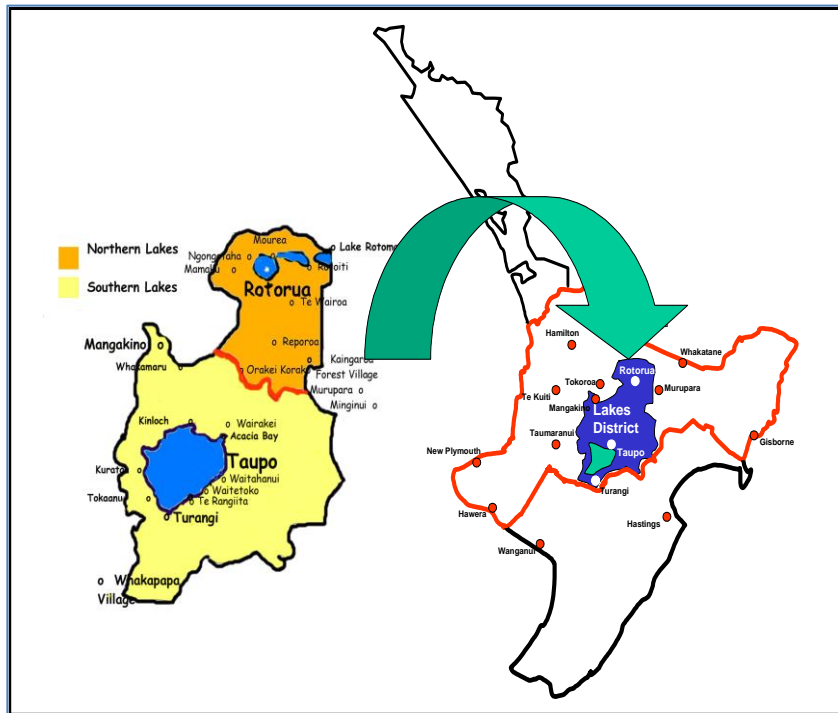 Northern Lakes
Southern Lakes
Mourea
Lake Rotoma
Ngongotaha
Mamaku
Rotoiti
Rotorua
Te Wairoa
Mangakino
Reporoa
Whakamaru
Orakei Korako
Kaingaroa
Forest Village
Murupara
Minginui
Kinloch
Wairakei
Acacia Bay
Taupo
Kuratau
Waitahanui
Waitetoko
Tokaanu
Te Rangiita
Turangi
Whakapapa
Village
Hamilton
Whakatane
Rotorua
Tokoroa
Te Kuiti
Murupara
Mangakino
Lakes
District
Taumaranui
Taupo
Gisborne
New Plymouth
Turangi
Hawera
Hastings
Wanganui